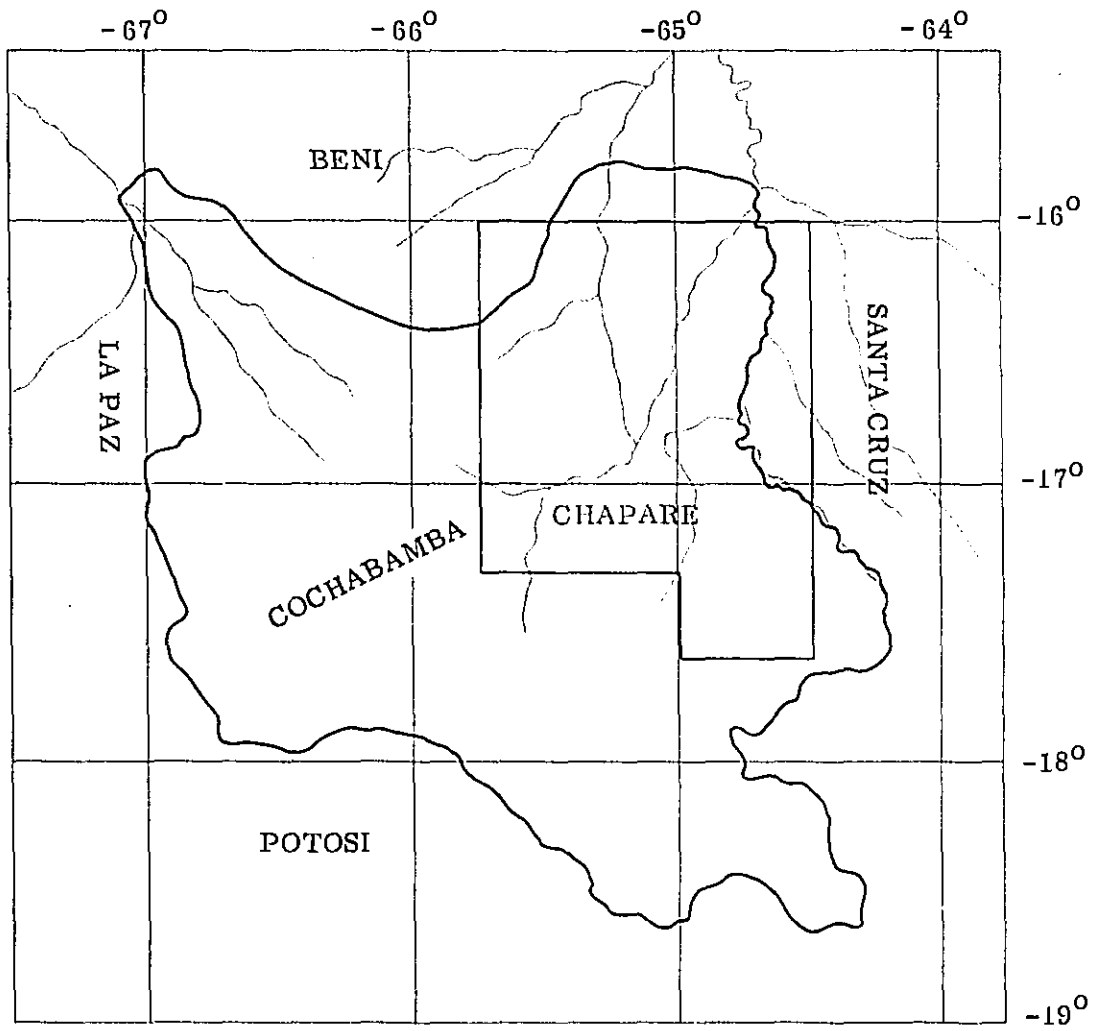 -67° -66° -65° -64°
BENI
-16°
LA PAZ
SANTA CRUZ
-17°
CHAPARE
COCHABAMBA
-18°
POTOSI
-19°